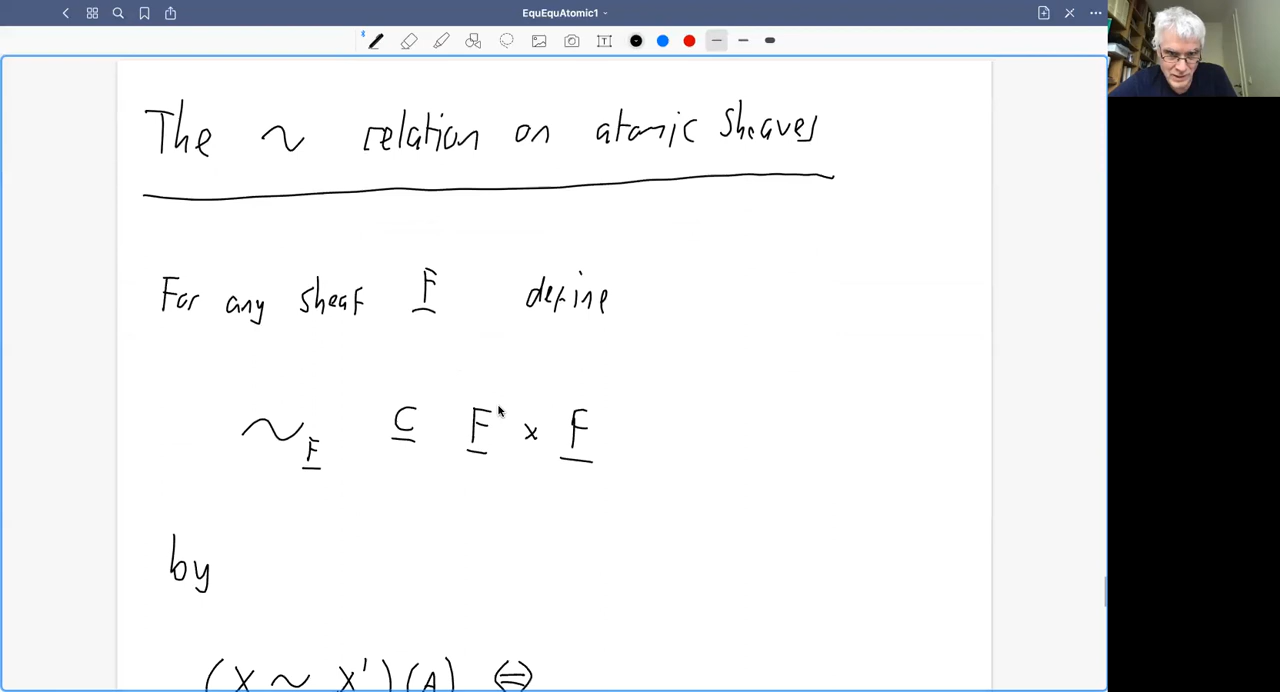 EquEquAtomic1
The ~ relation on atomic sheaves
For any sheaf F define
~F ⊆ F × F
by
(X ~ X')(A) ⇔